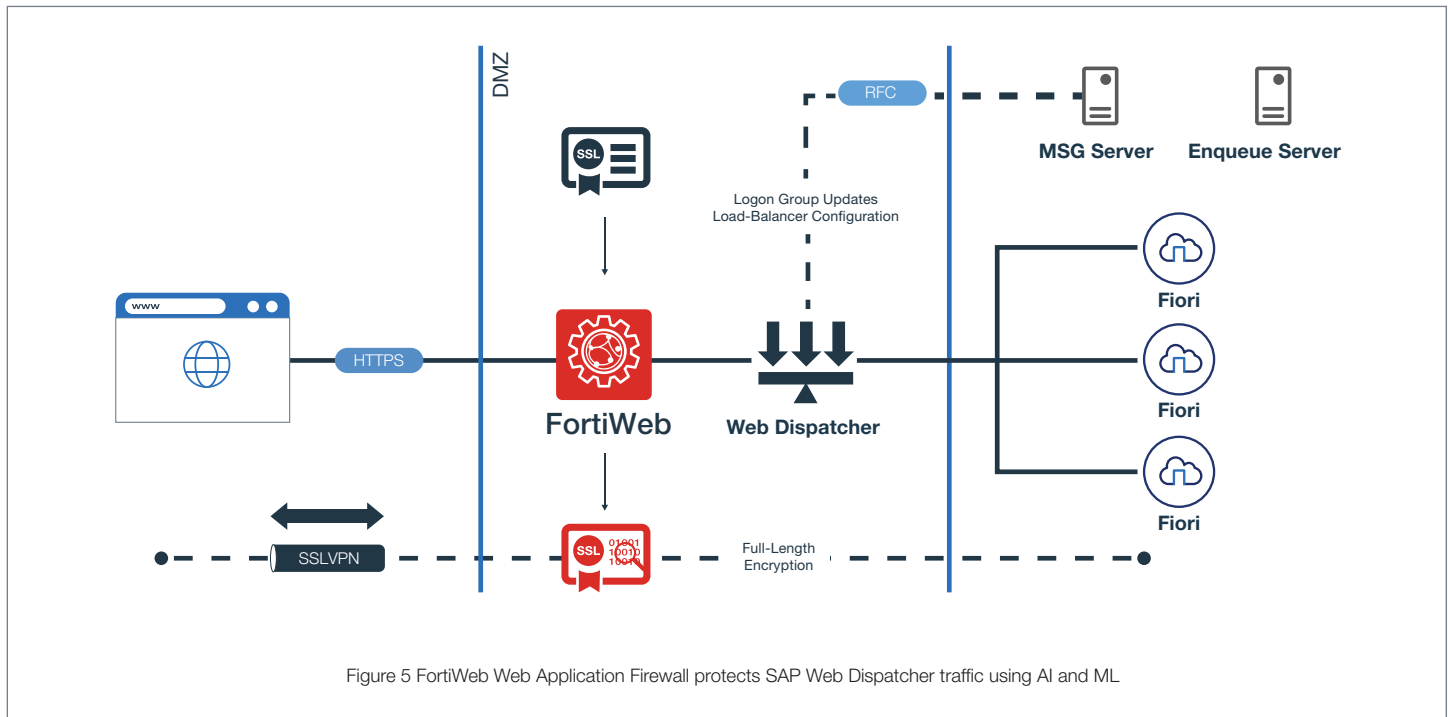 DMZ
RFC
MSG Server
Enqueue Server
SSL
Logon Group Updates
Load-Balancer Configuration
Fiori
www
HTTPS
Fiori
FortiWeb
Web Dispatcher
Fiori
SSLVPN
SSL
01001
10010
10010
Full-Length
Encryption
Figure 5 FortiWeb Web Application Firewall protects SAP Web Dispatcher traffic using AI and ML